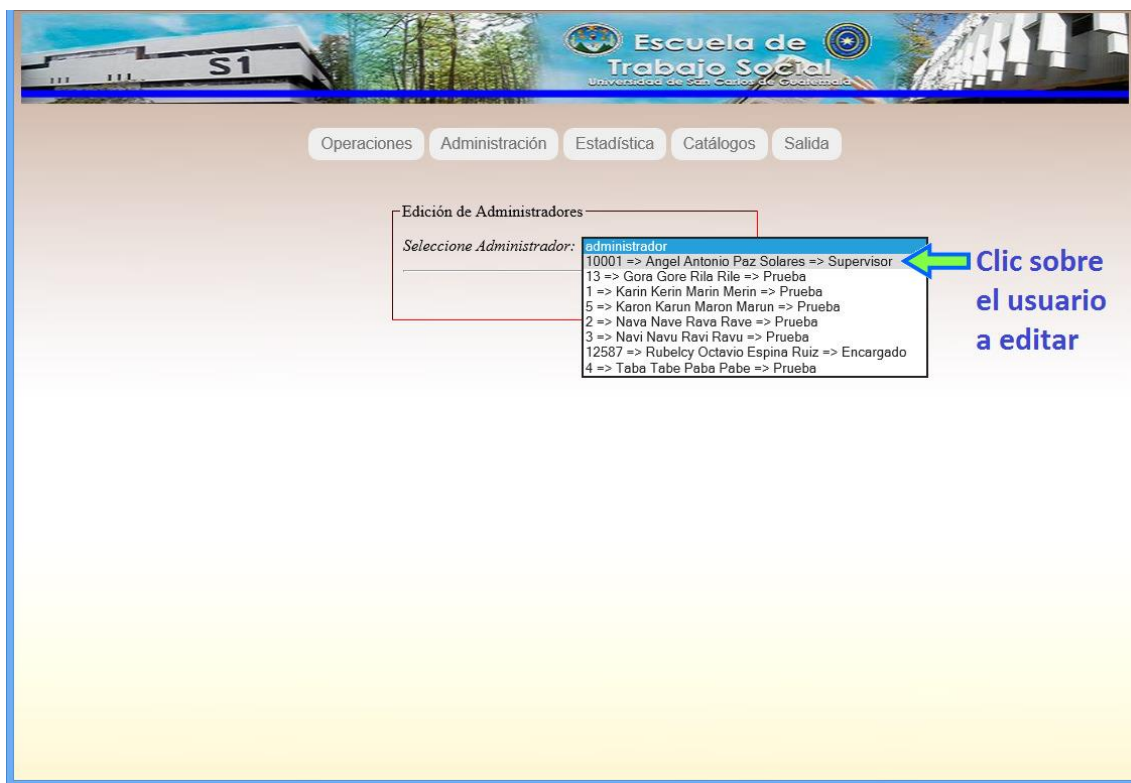 S1
Escuela de
Trabajo Social
Universidad de San Carlos de Guatemala
Operaciones Administración Estadística Catálogos Salida
Edición de Administradores
Seleccione Administrador:
administrador
10001 => Angel Antonio Paz Solares => Supervisor
13 => Gora Gore Rila Rile => Prueba
1 => Karin Kerin Marin Merin => Prueba
5 => Karon Karun Maron Marun => Prueba
2 => Nava Nave Rava Rave => Prueba
3 => Navi Navu Ravi Ravu => Prueba
12587 => Rubelcy Octavio Espina Ruiz => Encargado
4 => Taba Tabe Paba Pabe => Prueba
Clic sobre
el usuario
a editar